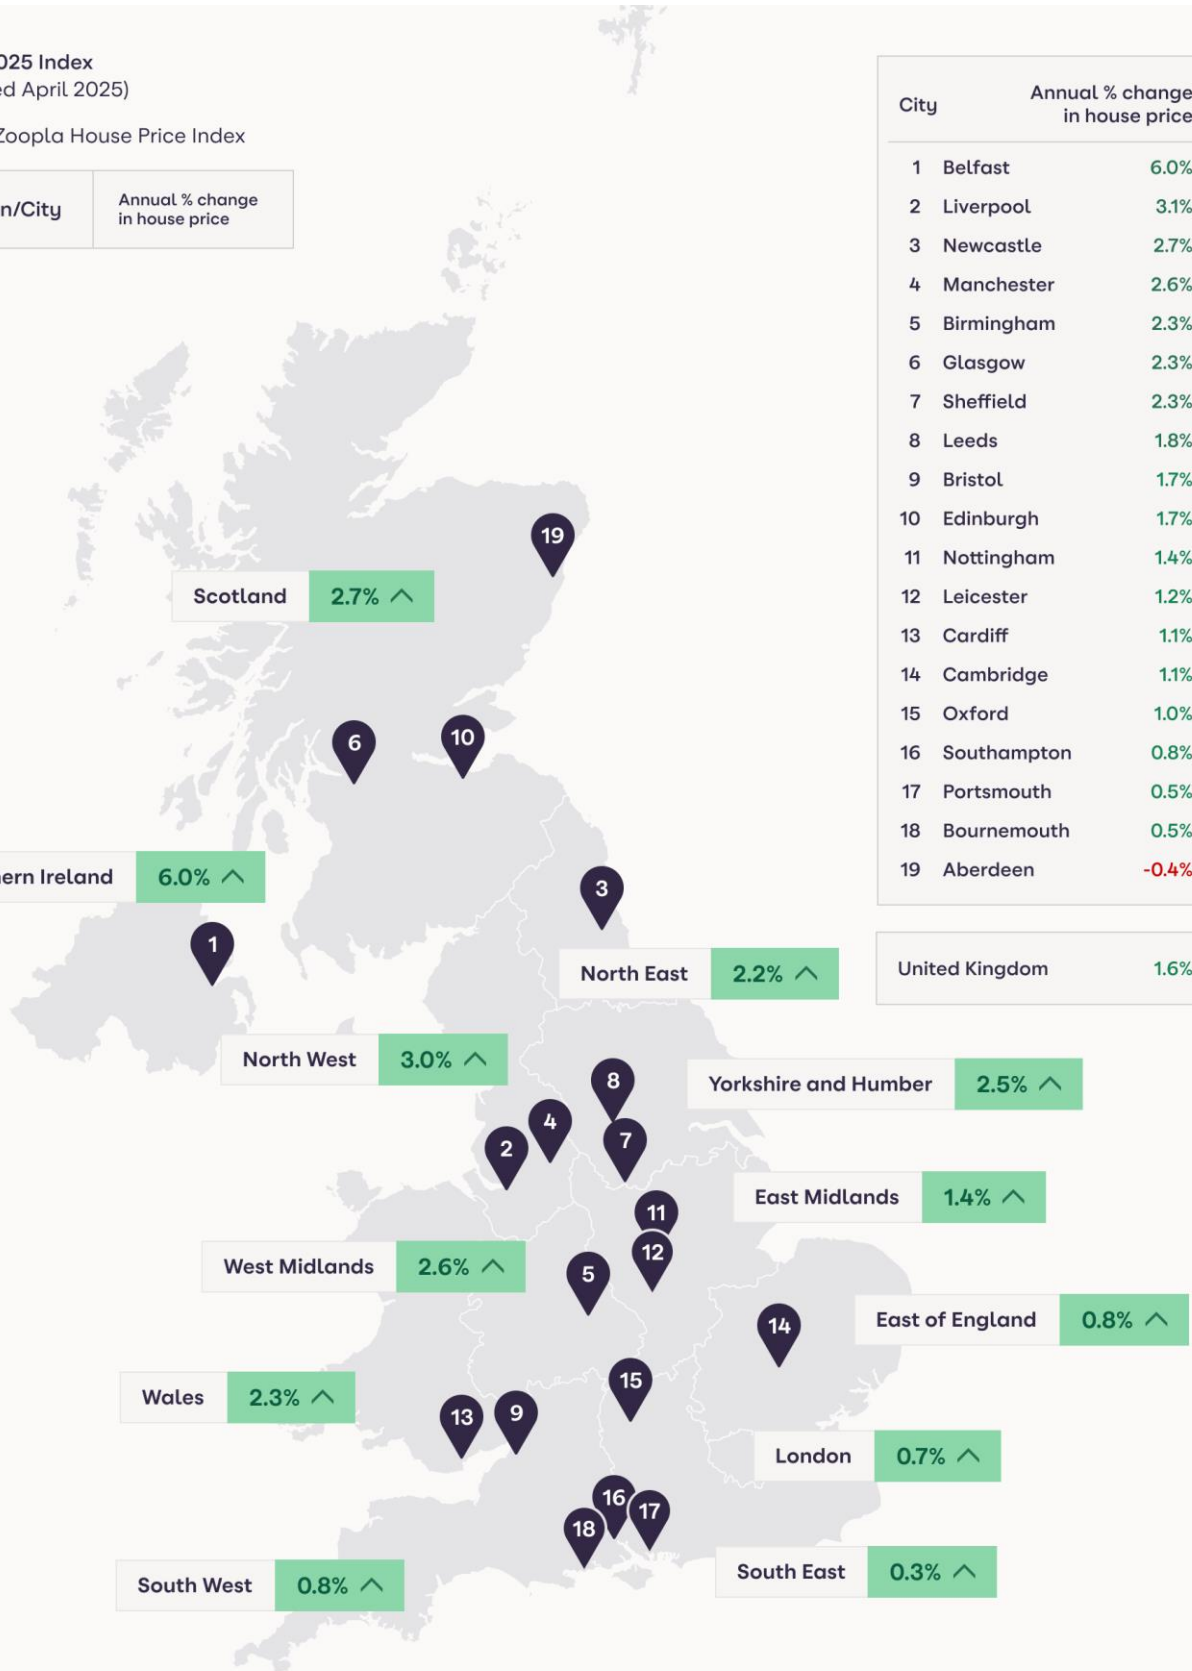 025 Index
ed April 2025)
Zoopla House Price Index
n/City
Annual % change
in house price
City
Annual % change
in house price
1 Belfast 6.0%
2 Liverpool 3.1%
3 Newcastle 2.7%
4 Manchester 2.6%
5 Birmingham 2.3%
6 Glasgow 2.3%
7 Sheffield 2.3%
8 Leeds 1.8%
9 Bristol 1.7%
10 Edinburgh 1.7%
11 Nottingham 1.4%
12 Leicester 1.2%
13 Cardiff 1.1%
14 Cambridge 1.1%
15 Oxford 1.0%
16 Southampton 0.8%
17 Portsmouth 0.5%
18 Bournemouth 0.5%
19 Aberdeen -0.4%
United Kingdom 1.6%
19
Scotland 2.7%
6
10
ern Ireland 6.0%
3
1
North East 2.2%
North West 3.0%
8
Yorkshire and Humber 2.5%
4
2
7
East Midlands 1.4%
11
12
West Midlands 2.6%
5
14
East of England 0.8%
Wales 2.3%
15
13
9
London 0.7%
16
17
18
South West 0.8%
South East 0.3%